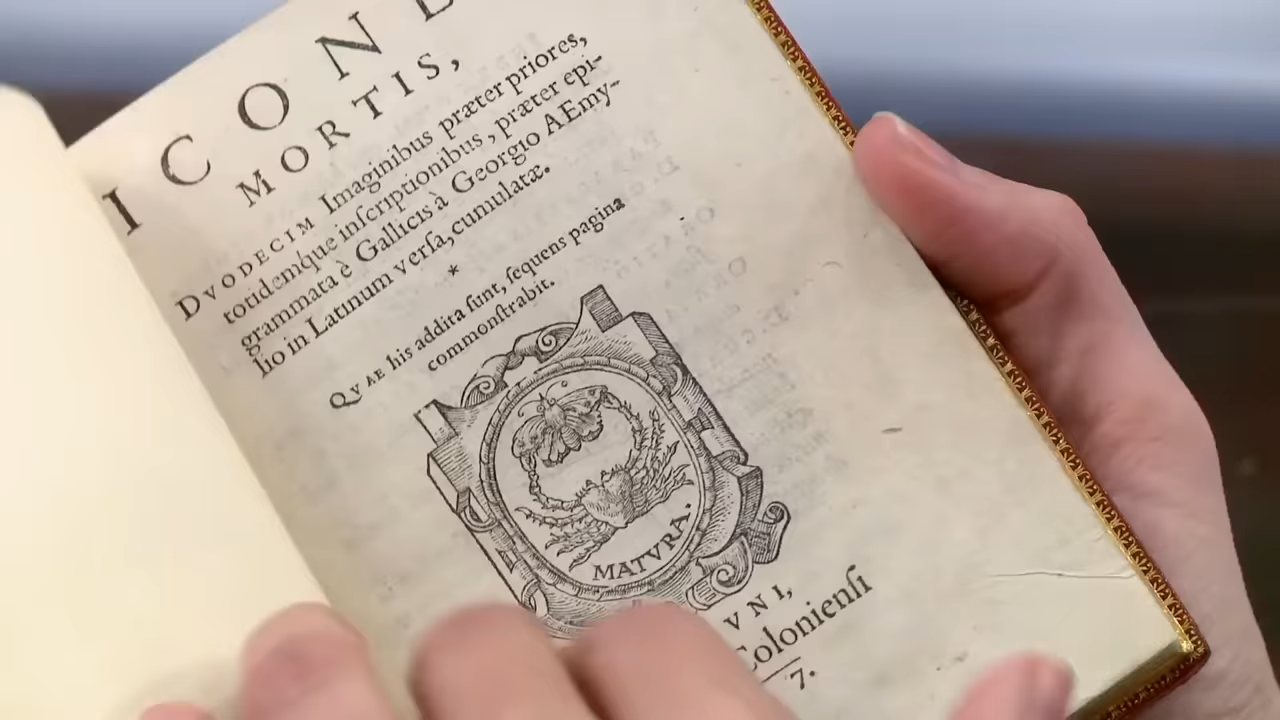 ICONE
MORTIS,
DVODECIM Imaginibus præter priores,
totidemque inſcriptionibus, præter epi-
grammata è Gallicis à Georgio AEmy-
lio in Latinum verſa, cumulatæ.
*
QVAE his addita ſunt, ſequens pagina
commonſtrabit.
MATVRA.
VNI,
Colonienſi
7.